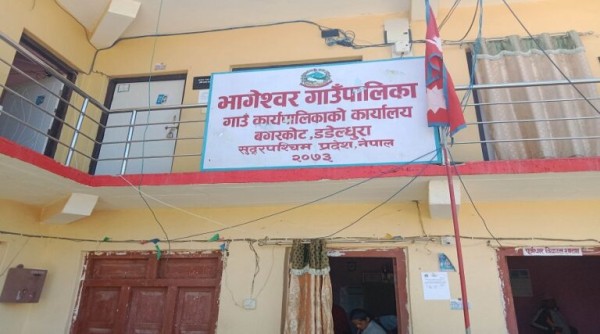 भागेश्वर गाउँपालिका
गाउँ कार्यपालिकाको कार्यालय
बगरकोट, डडेल्धुरा
सुदूरपश्चिम प्रदेश, नेपाल
२०७३